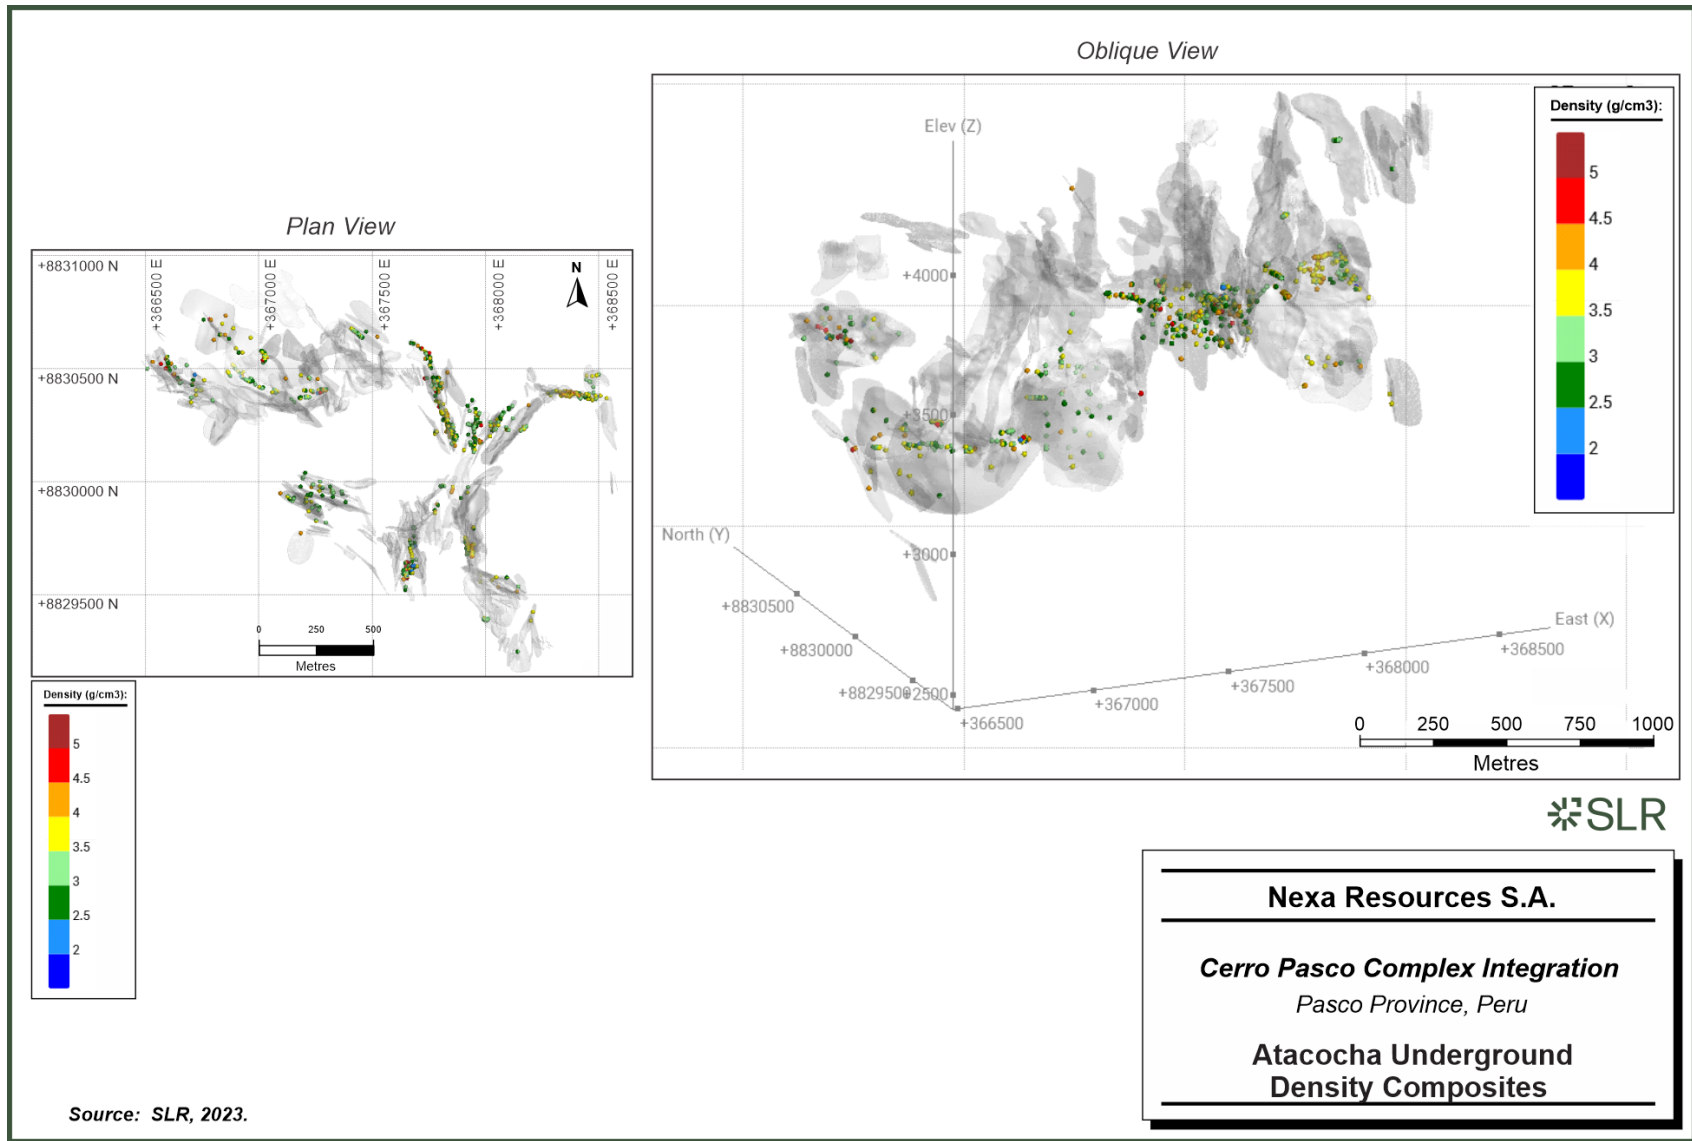 Oblique View
Density (g/cm3):
5
4.5
4
3.5
3
2.5
2
Elev (Z)
+4000
+3500
+3000
+2500
North (Y)
+8830500
+8830000
+8829500
East (X)
+366500
+367000
+367500
+368000
+368500
0 250 500 750 1000
Metres
Plan View
+8831000 N
+8830500 N
+8830000 N
+8829500 N
+366500 E
+367000 E
+367500 E
+368000 E
+368500 E
N
0 250 500
Metres
Density (g/cm3):
5
4.5
4
3.5
3
2.5
2
SLR
Nexa Resources S.A.
Cerro Pasco Complex Integration
Pasco Province, Peru
Atacocha Underground
Density Composites
Source: SLR, 2023.